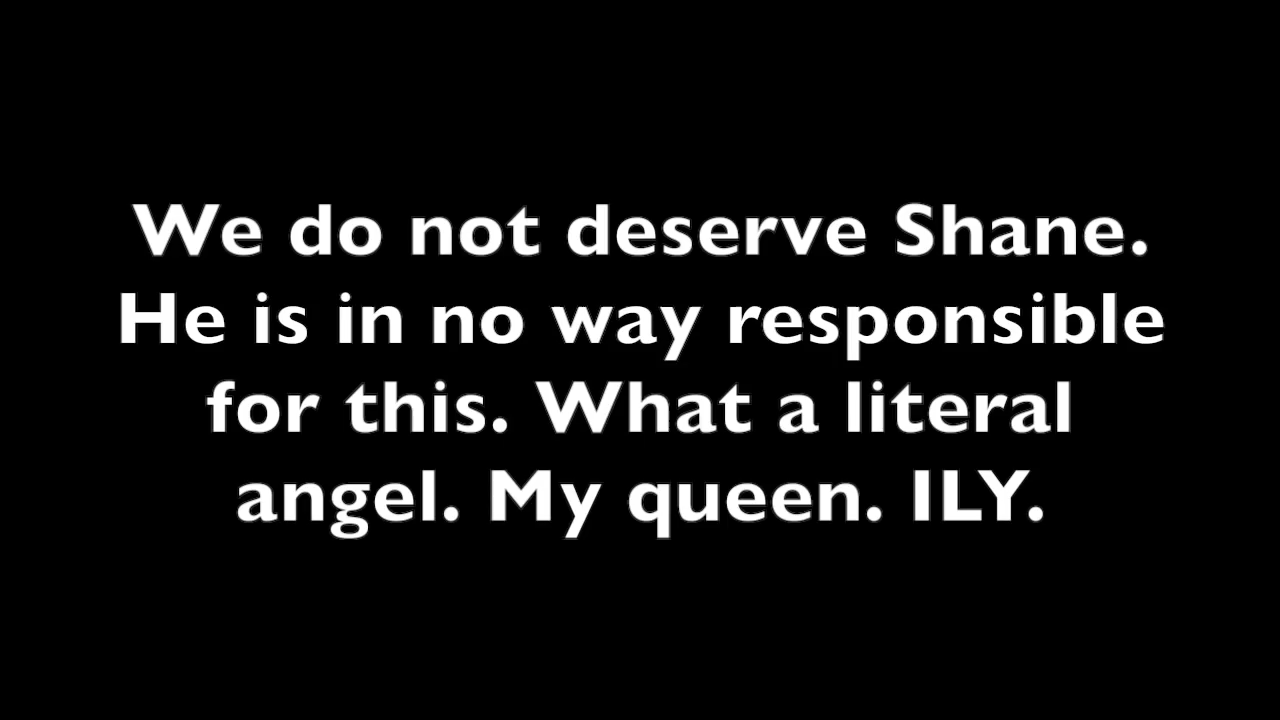 We do not deserve Shane.
He is in no way responsible
for this. What a literal
angel. My queen. ILY.